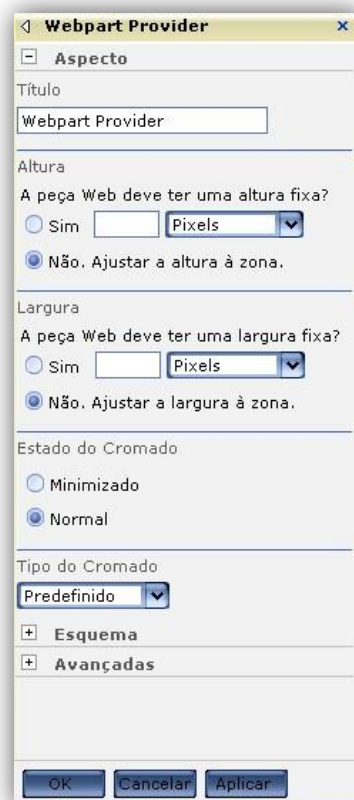 Webpart Provider
Aspecto
Título
Webpart Provider
Altura
A peça Web deve ter uma altura fixa?
Sim Pixels
Não. Ajustar a altura à zona.
Largura
A peça Web deve ter uma largura fixa?
Sim Pixels
Não. Ajustar a largura à zona.
Estado do Cromado
Minimizado
Normal
Tipo do Cromado
Predefinido
Esquema
Avançadas
OK Cancelar Aplicar